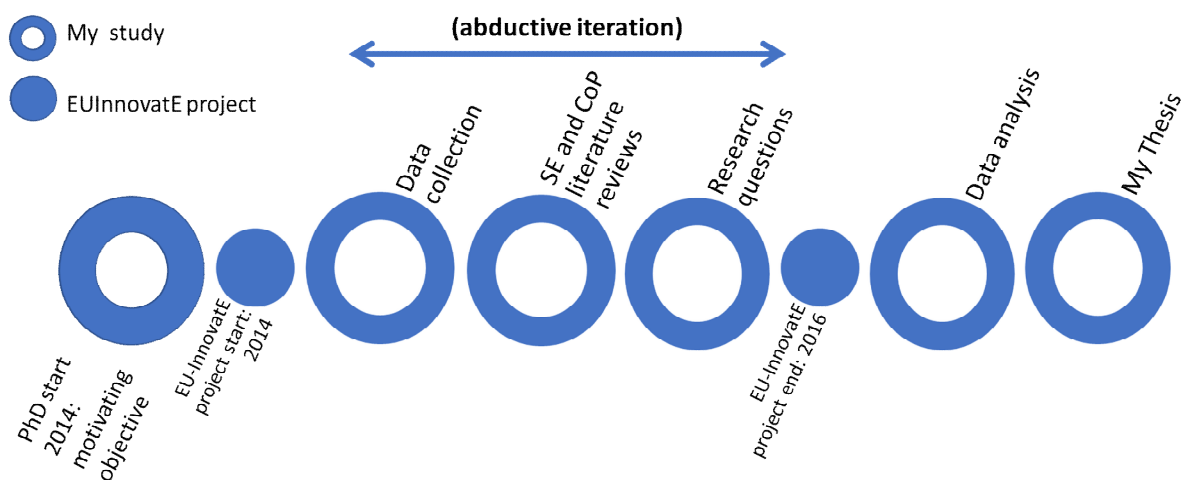 My study
EUInnovatE project
(abductive iteration)
PhD start
2014:
motivating
objective
EU-InnovatE
project start:
2014
Data
collection
SE and CoP
literature
reviews
Research
questions
EU-InnovatE
project end: 2016
Data analysis
My Thesis